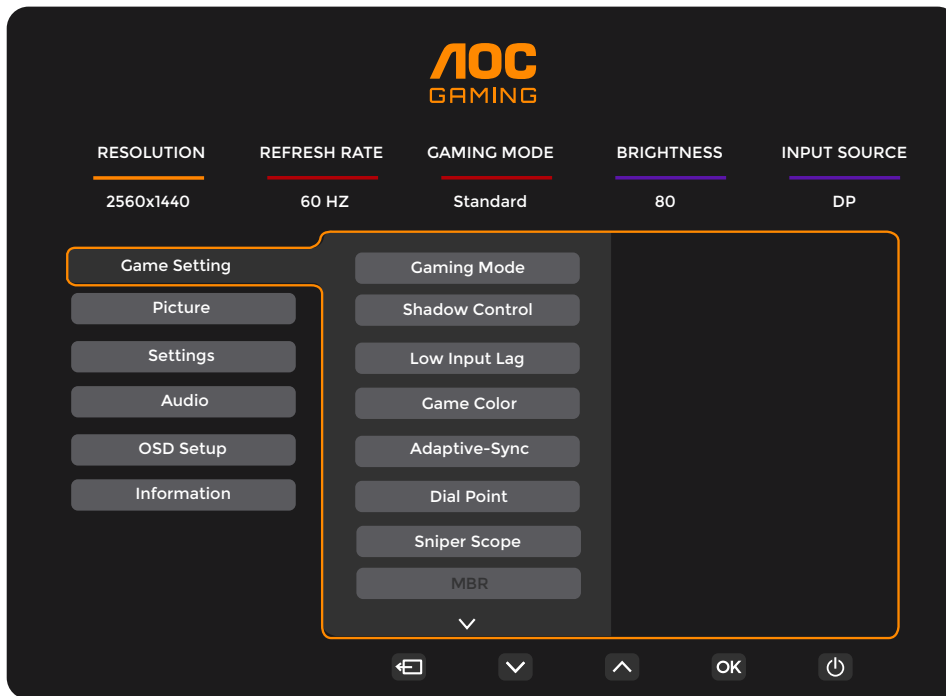 AOC
GAMING
RESOLUTION REFRESH RATE GAMING MODE BRIGHTNESS INPUT SOURCE
2560x1440 60 HZ Standard 80 DP
Game Setting
Picture
Settings
Audio
OSD Setup
Information
Gaming Mode
Shadow Control
Low Input Lag
Game Color
Adaptive-Sync
Dial Point
Sniper Scope
MBR
OK